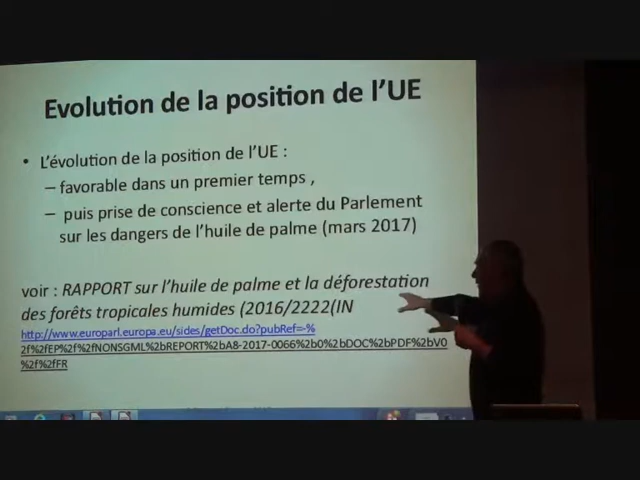 Evolution de la position de l'UE
• L'évolution de la position de l'UE :
– favorable dans un premier temps ,
– puis prise de conscience et alerte du Parlement
sur les dangers de l'huile de palme (mars 2017)
voir : RAPPORT sur l'huile de palme et la déforestation
des forêts tropicales humides (2016/2222(IN
http://www.europarl.europa.eu/sides/getDoc.do?pubRef=-%
2f%2fEP%2f%2fNONSGML%2bREPORT%2bA8-2017-0066%2b0%2bDOC%2bPDF%2bV0
%2f%2fFR